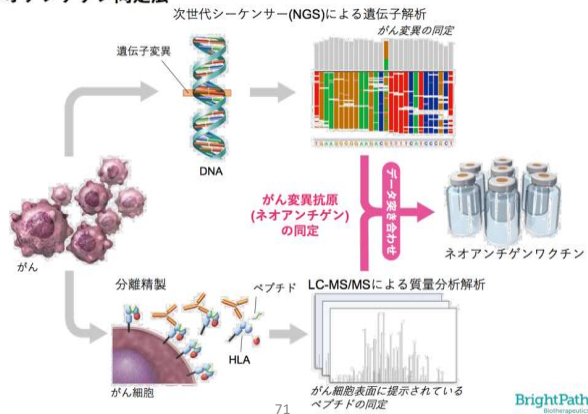 次世代シーケンサー(NGS)による遺伝子解析
がん変異の同定
遺伝子変異
DNA
がん変異抗原
(ネオアンチゲン)
の同定
データ突き合わせ
ネオアンチゲンワクチン
がん
分離精製
ペプチド
HLA
がん細胞
LC-MS/MSによる質量分析解析
がん細胞表面に提示されている
ペプチドの同定
71
BrightPath
Biotherapeutics